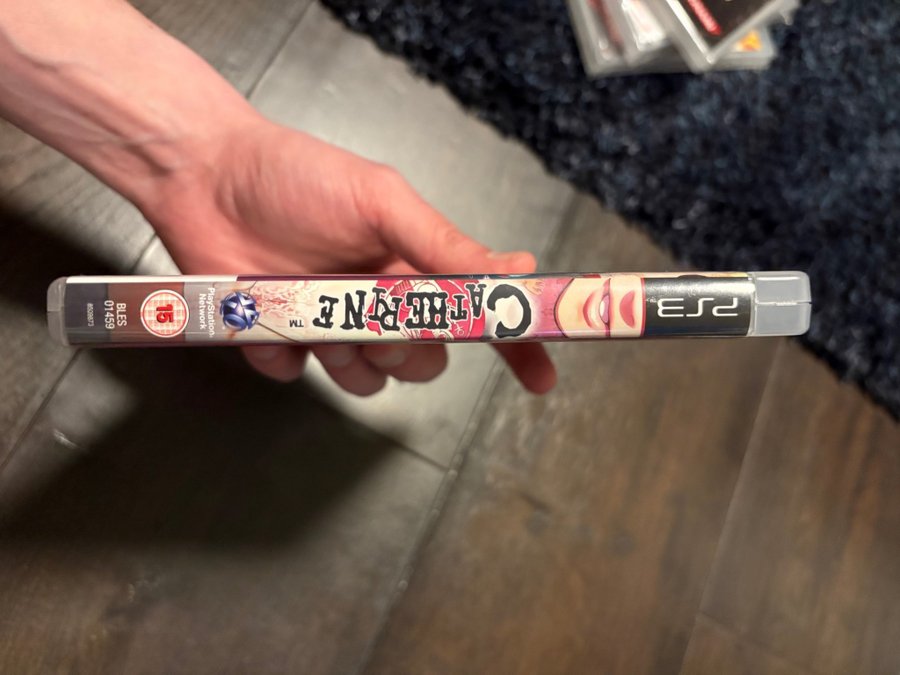 PS3
CATHERINE
TM
PlayStation
Network
15
BLES
01459